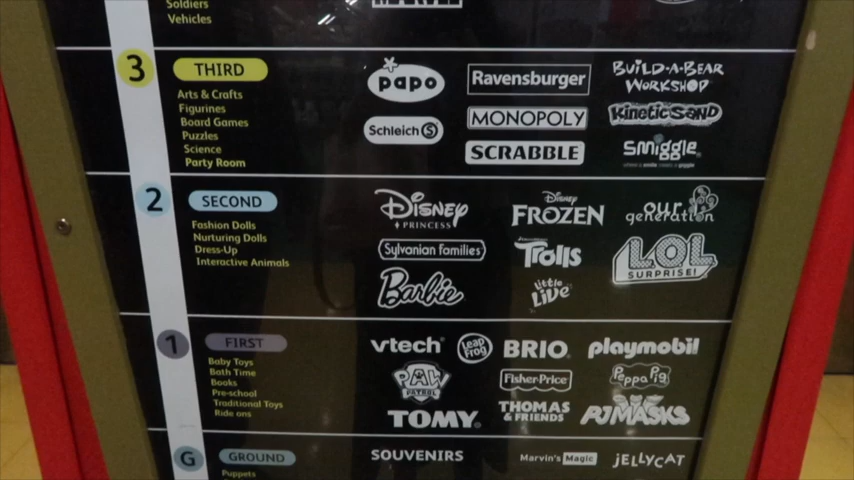 Soldiers
Vehicles
MARVEL
3 THIRD
Arts & Crafts
Figurines
Board Games
Puzzles
Science
Party Room
papo
Ravensburger
BUILD-A-BEAR
WORKSHOP
Schleich S
MONOPOLY
Kinetic Sand
SCRABBLE
Smiggle
2 SECOND
Fashion Dolls
Nurturing Dolls
Dress-Up
Interactive Animals
Disney
PRINCESS
Disney
FROZEN
our
generation
Sylvanian Families
Trolls
L.O.L.
SURPRISE!
Barbie
little
Live
1 FIRST
Baby Toys
Bath Time
Books
Pre-school
Traditional Toys
Ride ons
vtech
Leap
Frog
BRIO
playmobil
PAW
PATROL
Fisher-Price
Peppa Pig
TOMY
THOMAS
& FRIENDS
PJMASKS
G GROUND
Puppets
SOUVENIRS
Marvin's Magic
JELLYCAT